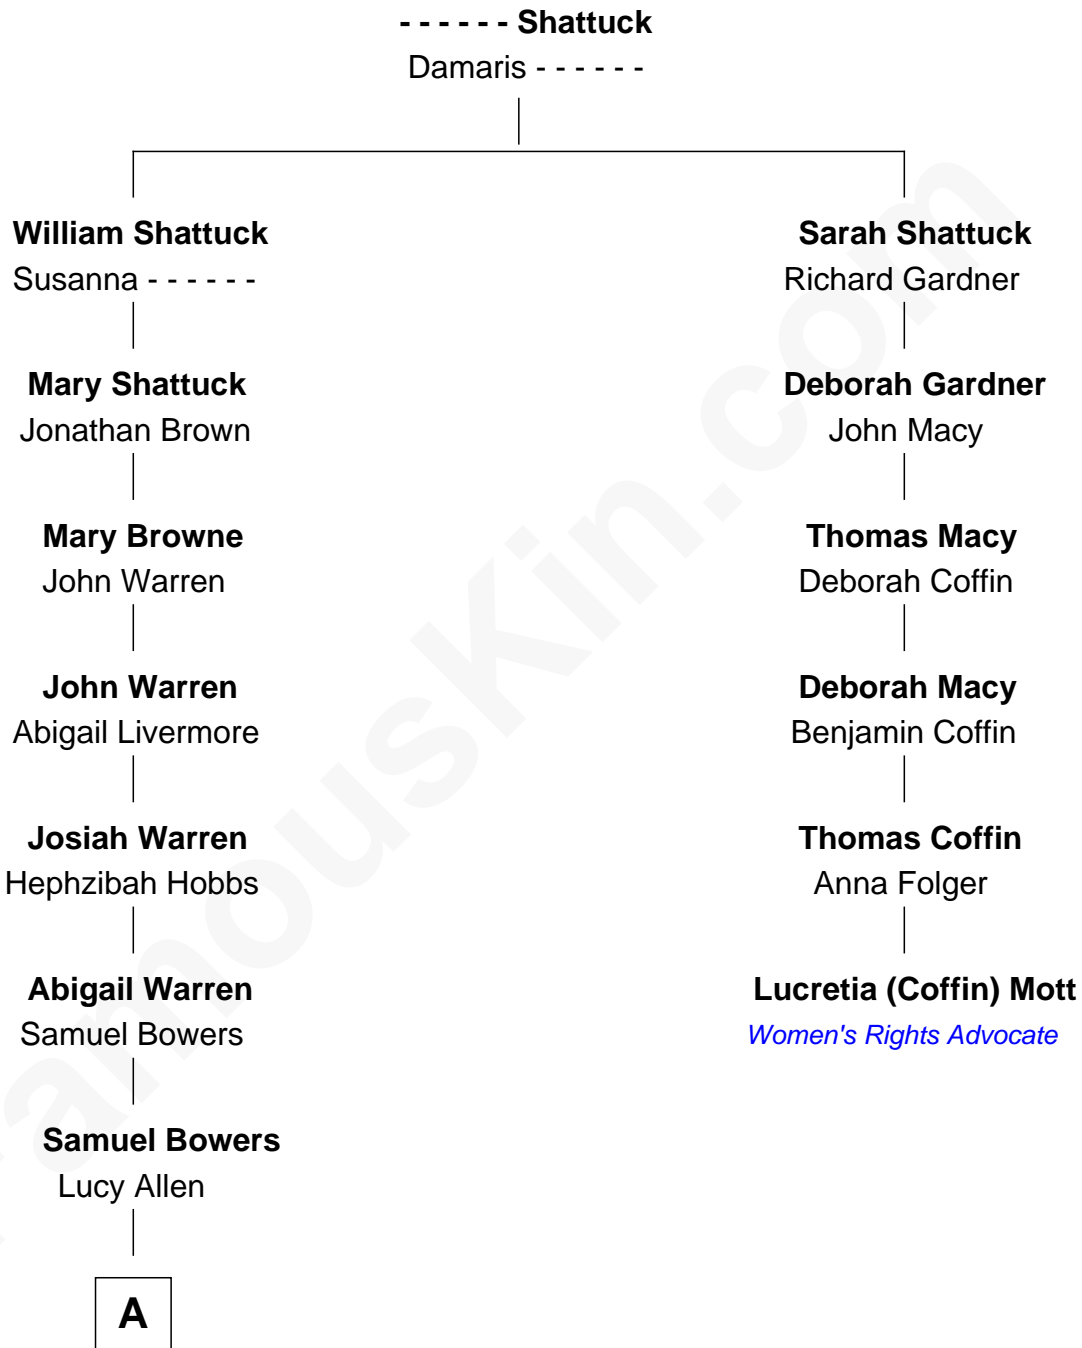 - - - - - - Shattuck
Damaris - - - - - -
William Shattuck
Susanna - - - - - -
Sarah Shattuck
Richard Gardner
Mary Shattuck
Jonathan Brown
Deborah Gardner
John Macy
Mary Browne
John Warren
Thomas Macy
Deborah Coffin
John Warren
Abigail Livermore
Deborah Macy
Benjamin Coffin
Josiah Warren
Hephzibah Hobbs
Thomas Coffin
Anna Folger
Abigail Warren
Samuel Bowers
Lucretia (Coffin) Mott
Women's Rights Advocate
Samuel Bowers
Lucy Allen
A
FamousKin.com